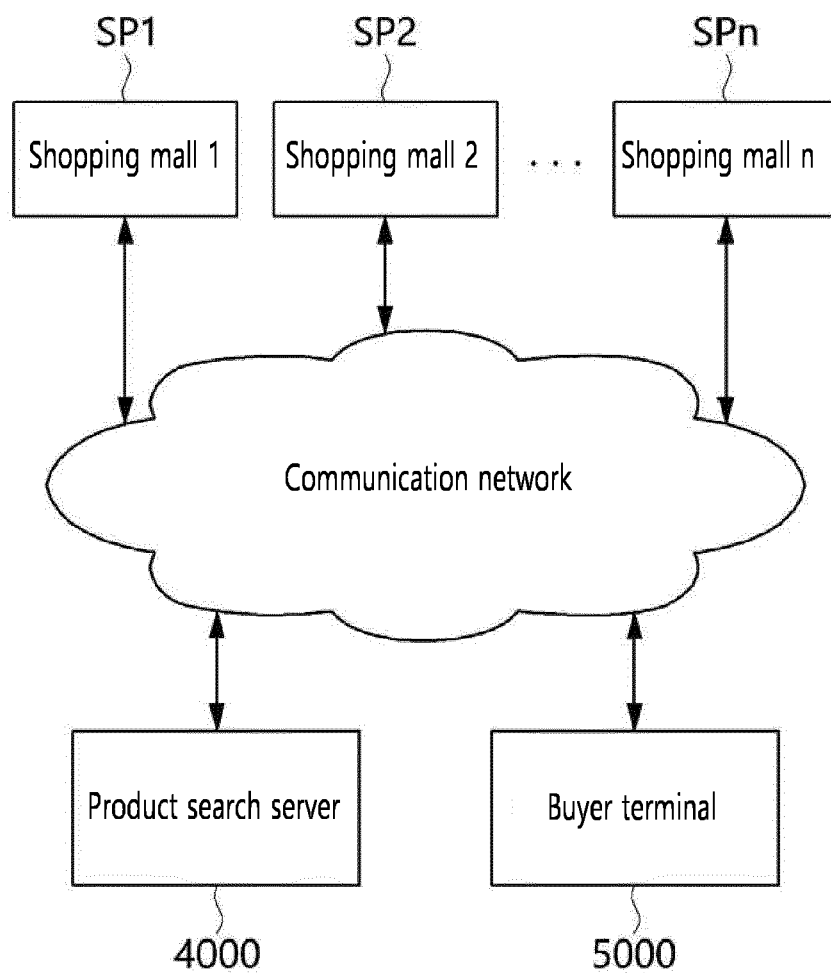 SP1 SP2 SPn
Shopping mall 1 Shopping mall 2 . . . Shopping mall n
Communication network
Product search server Buyer terminal
4000 5000